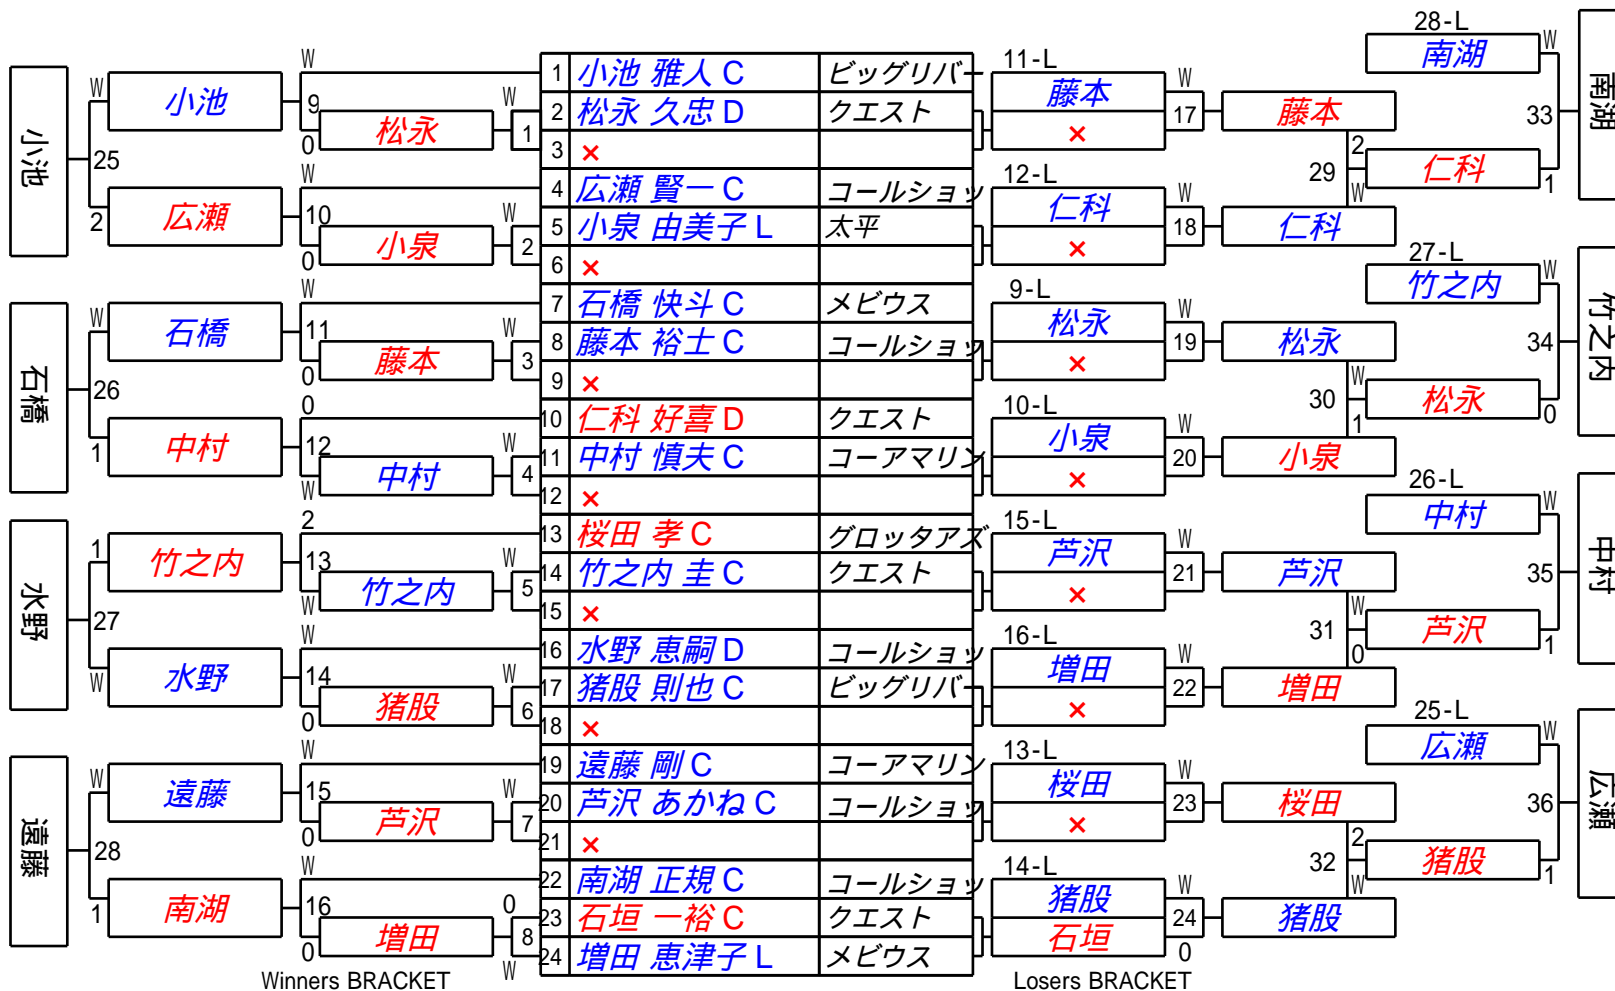 小池
W
25
2
石橋
W
26
1
水野
1
27
W
遠藤
W
28
1
小池
広瀬
石橋
中村
竹之内
水野
遠藤
南湖
W
9
0
松永
W
1
W
10
0
小泉
W
2
W
11
0
藤本
W
3
0
12
W
中村
W
4
2
13
W
竹之内
W
5
W
14
0
猪股
W
6
W
15
0
芦沢
W
7
W
16
0
増田
0
8
W
1 小池 雅人 C ビッグリバー
2 松永 久忠 D クエスト
3 ×
4 広瀬 賢一 C コールショッ
5 小泉 由美子 L 太平
6 ×
7 石橋 快斗 C メビウス
8 藤本 裕士 C コールショッ
9 ×
10 仁科 好喜 D クエスト
11 中村 慎夫 C コーアマリン
12 ×
13 桜田 孝 C グロッタアズ
14 竹之内 圭 C クエスト
15 ×
16 水野 恵嗣 D コールショッ
17 猪股 則也 C ビッグリバー
18 ×
19 遠藤 剛 C コーアマリン
20 芦沢 あかね C コールショッ
21 ×
22 南湖 正規 C コールショッ
23 石垣 一裕 C クエスト
24 増田 恵津子 L メビウス
11-L
藤本
×
W
17
12-L
仁科
×
W
18
9-L
松永
×
W
19
10-L
小泉
×
W
20
15-L
芦沢
×
W
21
16-L
増田
×
W
22
13-L
桜田
×
W
23
14-L
猪股
石垣
W
24
0
藤本
2
29
W
仁科
松永
W
30
1
小泉
芦沢
W
31
0
増田
桜田
2
32
W
猪股
28-L
南湖
W
33
仁科
1
27-L
竹之内
W
34
松永
0
26-L
中村
W
35
芦沢
1
25-L
広瀬
W
36
猪股
1
南湖
竹之内
中村
広瀬
Winners BRACKET
Losers BRACKET